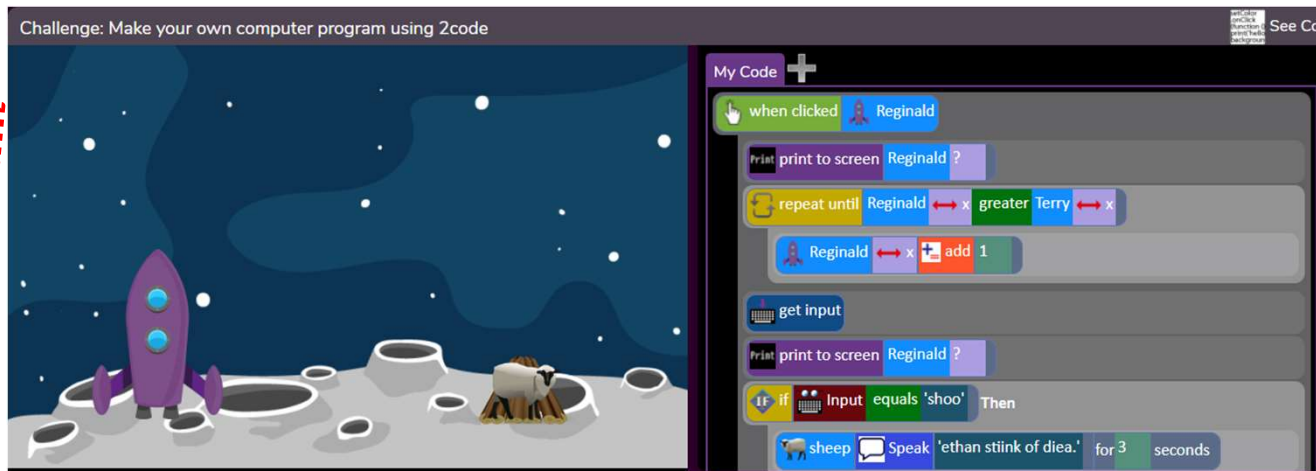 Challenge: Make your own computer program using 2code
See Co
My Code
when clicked Reginald
Print print to screen Reginald ?
repeat until Reginald x greater Terry x
Reginald x add 1
get input
Print print to screen Reginald ?
IF if Input equals 'shoo' Then
sheep Speak 'ethan stiink of diea.' for 3 seconds